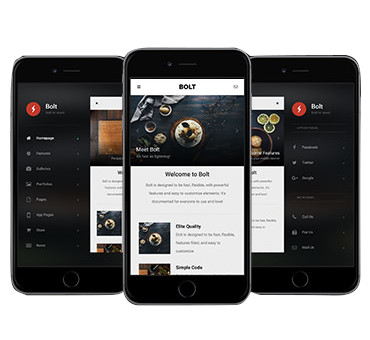 Bolt
Homepage
Features
Galleries
Portfolios
Pages
App Pages
Store
News
BOLT
Meet Bolt
It's fast as lightning!
Welcome to Bolt
Bolt is designed to be fast, flexible, with powerful
features and easy to customize elements. It's
documented for everyone to use and love!
Elite Quality
Bolt is designed to be fast, flexible,
features filled, and easy to
customize.
Simple Code
Bolt
Features
Facebook
Twitter
Google
Call Us
Mail Us